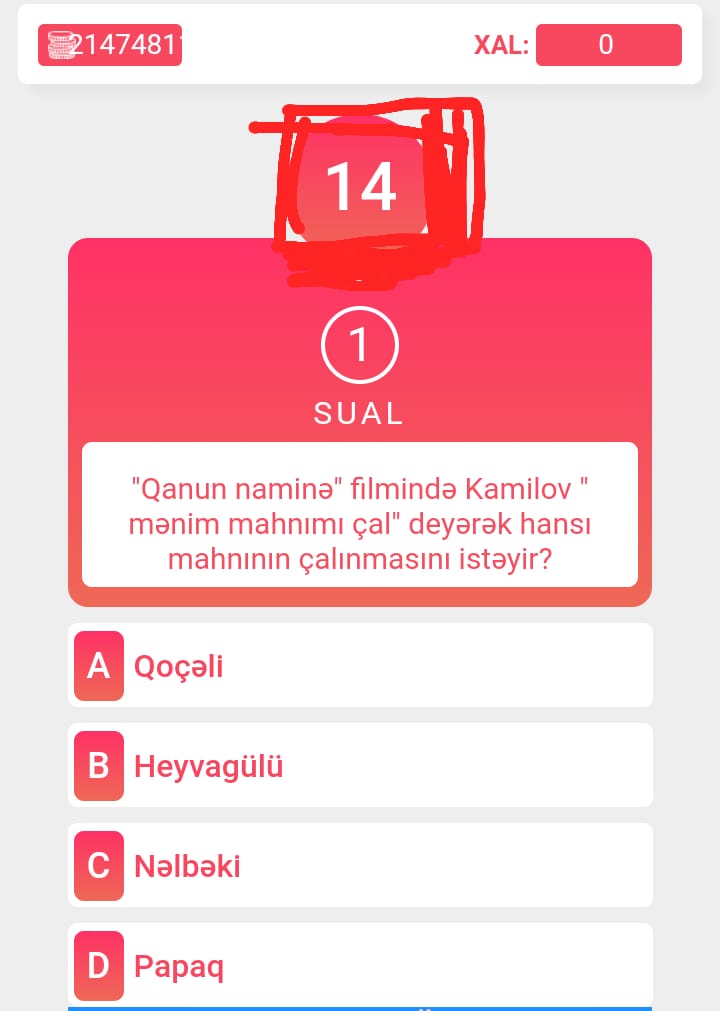 2147481
XAL: 0
14
1
SUAL
"Qanun naminə" filmində Kamilov "
mənim mahnımı çal" deyərək hansı
mahnının çalınmasını istəyir?
A Qoçəli
B Heyvagülü
C Nəlbəki
D Papaq